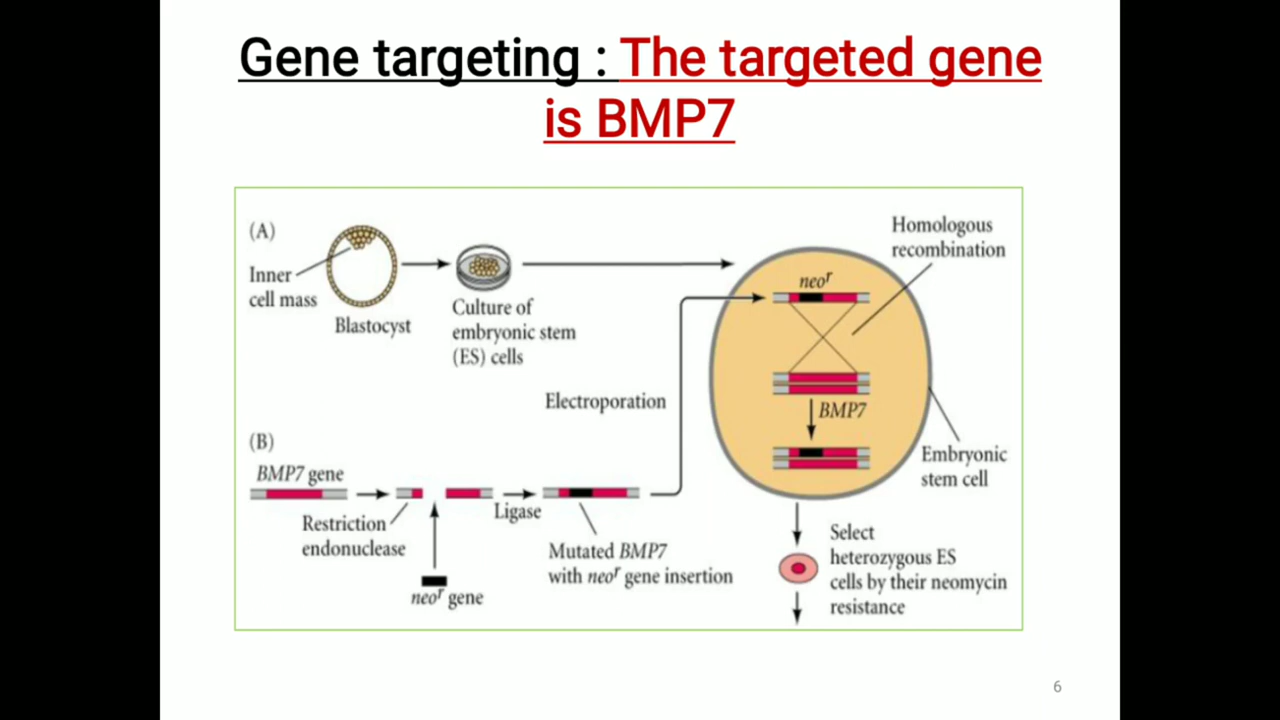 Gene targeting : The targeted gene
is BMP7
(A)
Inner
cell mass
Blastocyst
Culture of
embryonic stem
(ES) cells
Homologous
recombination
neoʳ
Electroporation
BMP7
Embryonic
stem cell
(B)
BMP7 gene
Restriction
endonuclease
neoʳ gene
Ligase
Mutated BMP7
with neoʳ gene insertion
Select
heterozygous ES
cells by their neomycin
resistance
6